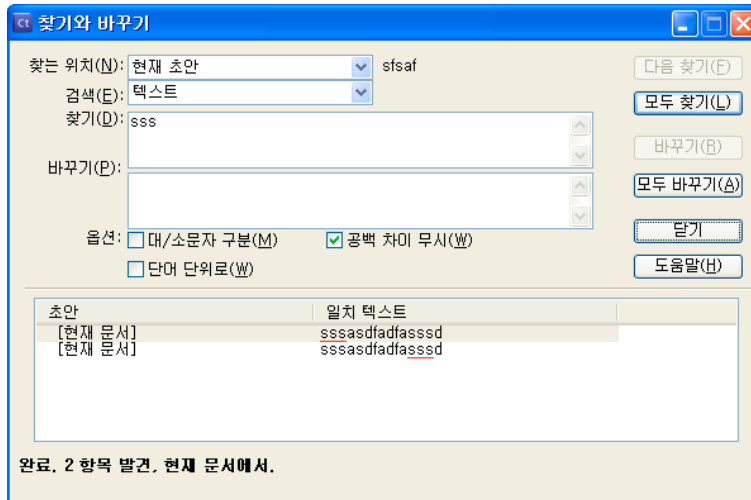 Ct 찾기와 바꾸기
찾는 위치(N): 현재 초안 sfsaf 다음 찾기(F)
검색(E): 텍스트 모두 찾기(L)
찾기(D): sss
바꾸기(R)
바꾸기(P):
모두 바꾸기(A)
옵션: 대/소문자 구분(M) 공백 차이 무시(W) 닫기
단어 단위로(W) 도움말(H)
초안 일치 텍스트
[현재 문서] sssasdfadfasssd
[현재 문서] sssasdfadfasssd
완료. 2 항목 발견, 현재 문서에서.